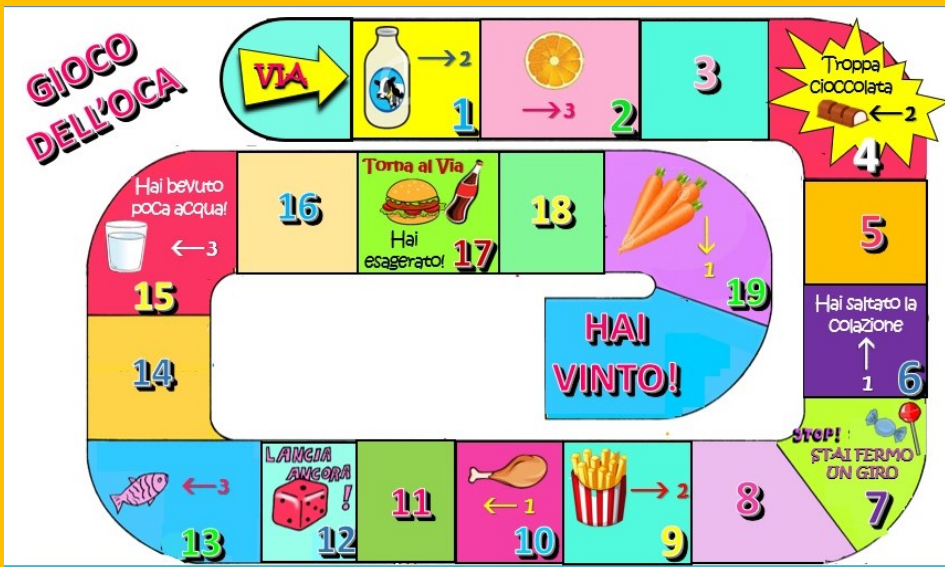 GIOCO
DELL'OCA
VIA
→2
1
→3
2
3
Troppa
cioccolata
←2
4
5
Hai saltato la
colazione
↑
1
6
STOP!
STAI FERMO
UN GIRO
7
8
→2
9
←1
10
11
LANCIA
ANCORA
!
12
←3
13
14
Hai bevuto
poca acqua!
←3
15
16
Torna al Via
Hai
esagerato!
17
18
↓
1
19
HAI
VINTO!